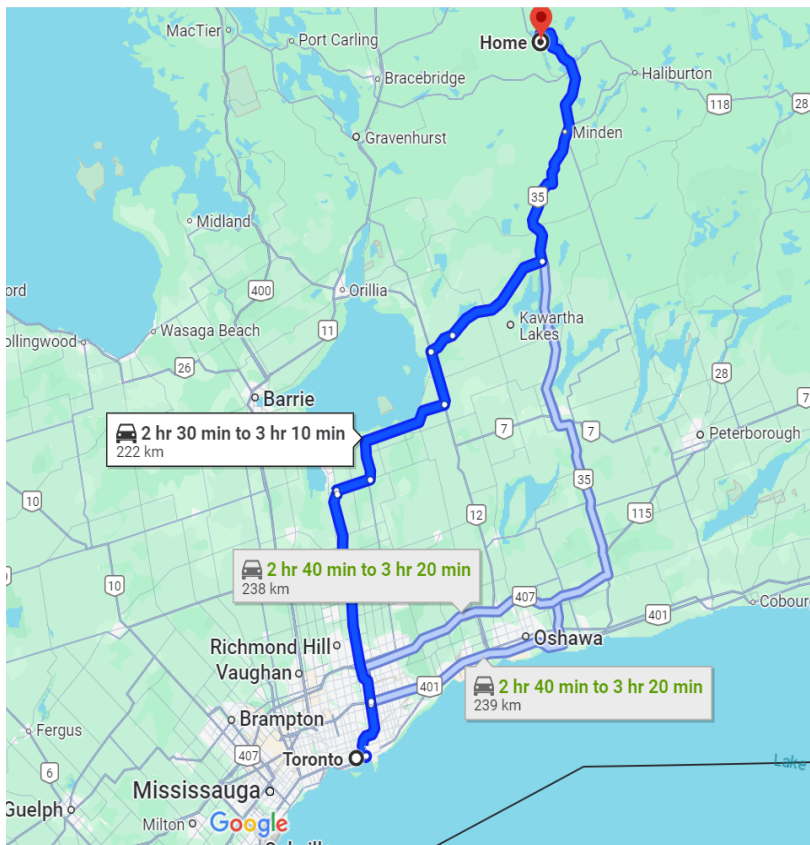 MacTier
Port Carling
Home
Haliburton
Bracebridge
118
28
Gravenhurst
Minden
35
Midland
400
Orillia
ord
Wasaga Beach
11
Kawartha
Lakes
ollingwood
26
28
Barrie
7
2 hr 30 min to 3 hr 10 min
222 km
7
7
Peterborough
10
35
12
115
2 hr 40 min to 3 hr 20 min
238 km
10
407
401
Cobourg
Richmond Hill
Oshawa
Vaughan
401
2 hr 40 min to 3 hr 20 min
239 km
Brampton
Fergus
407
Toronto
6
Lake
Mississauga
Guelph
Milton
Google